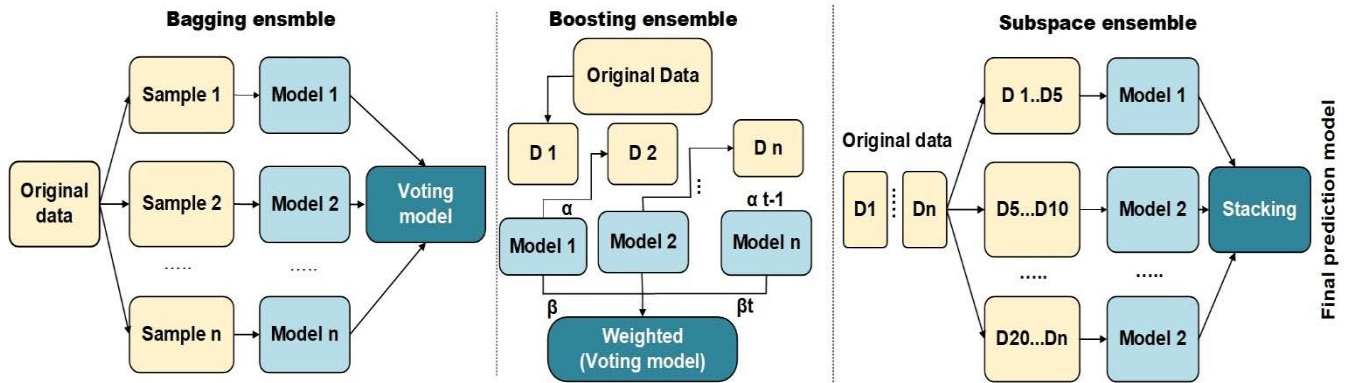 Bagging ensmble
Original
data
Sample 1
Model 1
Sample 2
Model 2
.....
.....
Sample n
Model n
Voting
model
Boosting ensemble
Original Data
D 1
D 2
D n
α
α t-1
Model 1
Model 2
Model n
β
βt
Weighted
(Voting model)
Subspace ensemble
Original data
D1
Dn
D 1..D5
Model 1
D5...D10
Model 2
.....
.....
D20...Dn
Model 2
Stacking
Final prediction model